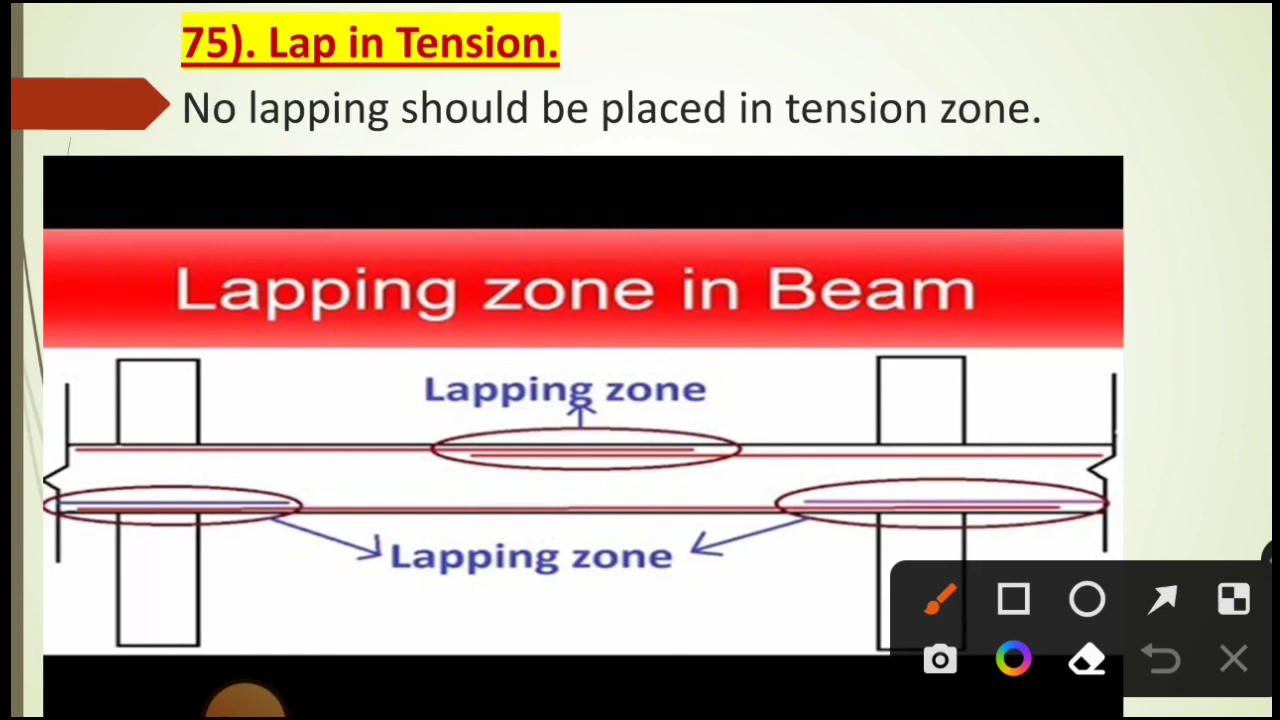 75). Lap in Tension.
No lapping should be placed in tension zone.
Lapping zone in Beam
Lapping zone
Lapping zone